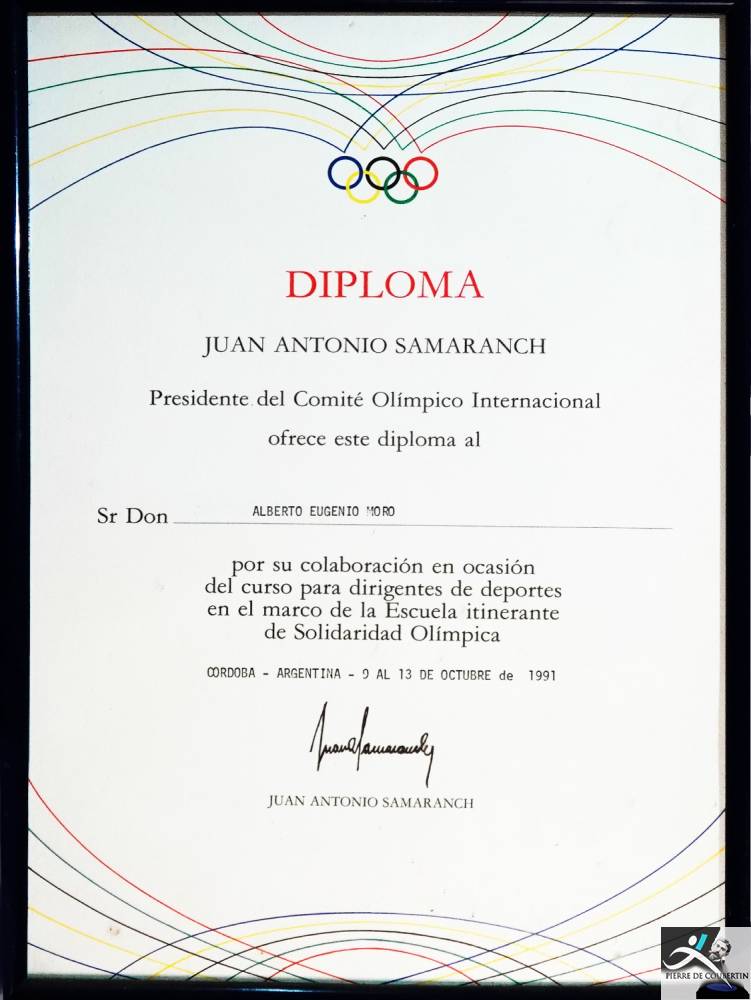 DIPLOMA
JUAN ANTONIO SAMARANCH
Presidente del Comité Olímpico Internacional
ofrece este diploma al
Sr Don ALBERTO EUGENIO MORO
por su colaboración en ocasión
del curso para dirigentes de deportes
en el marco de la Escuela itinerante
de Solidaridad Olímpica
CORDOBA - ARGENTINA - 9 AL 13 DE OCTUBRE de 1991
JuanASamaranch
JUAN ANTONIO SAMARANCH
PIERRE DE COUBERTIN